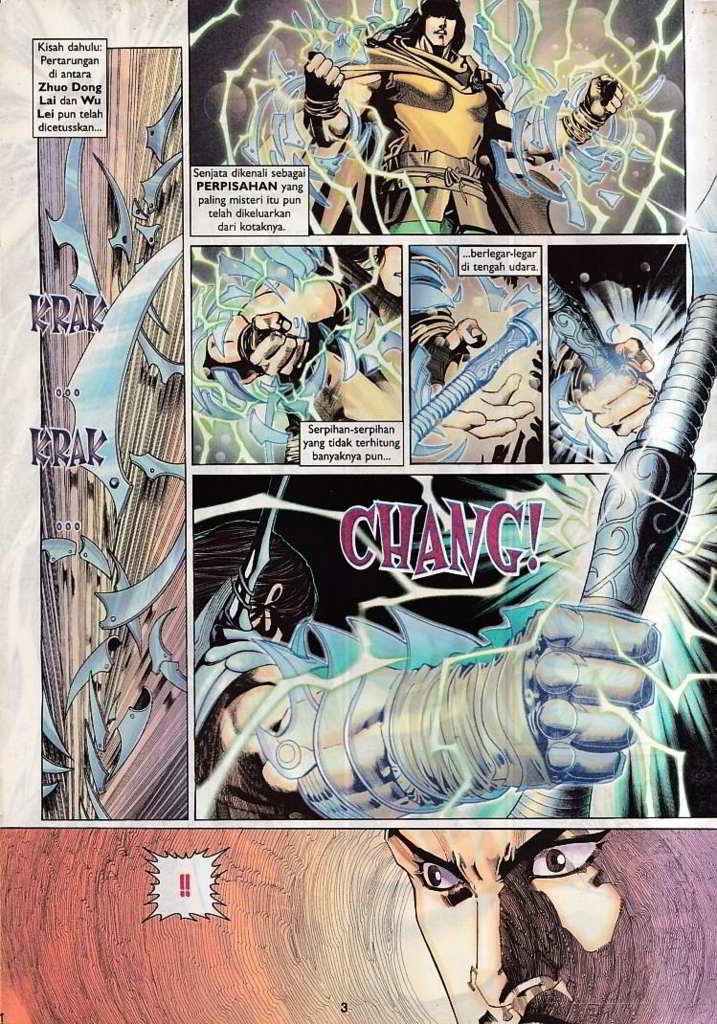 Kisah dahulu:
Pertarungan
di antara
Zhuo Dong
Lai dan Wu
Lei pun telah
dicetusskan...
Senjata dikenali sebagai
PERPISAHAN yang
paling misteri itu pun
telah dikeluarkan
dari kotaknya.
KRAK
...
KRAK
...
Serpihan-serpihan
yang tidak terhitung
banyaknya pun...
...berlegar-legar
di tengah udara.
CHANG!
!!
3